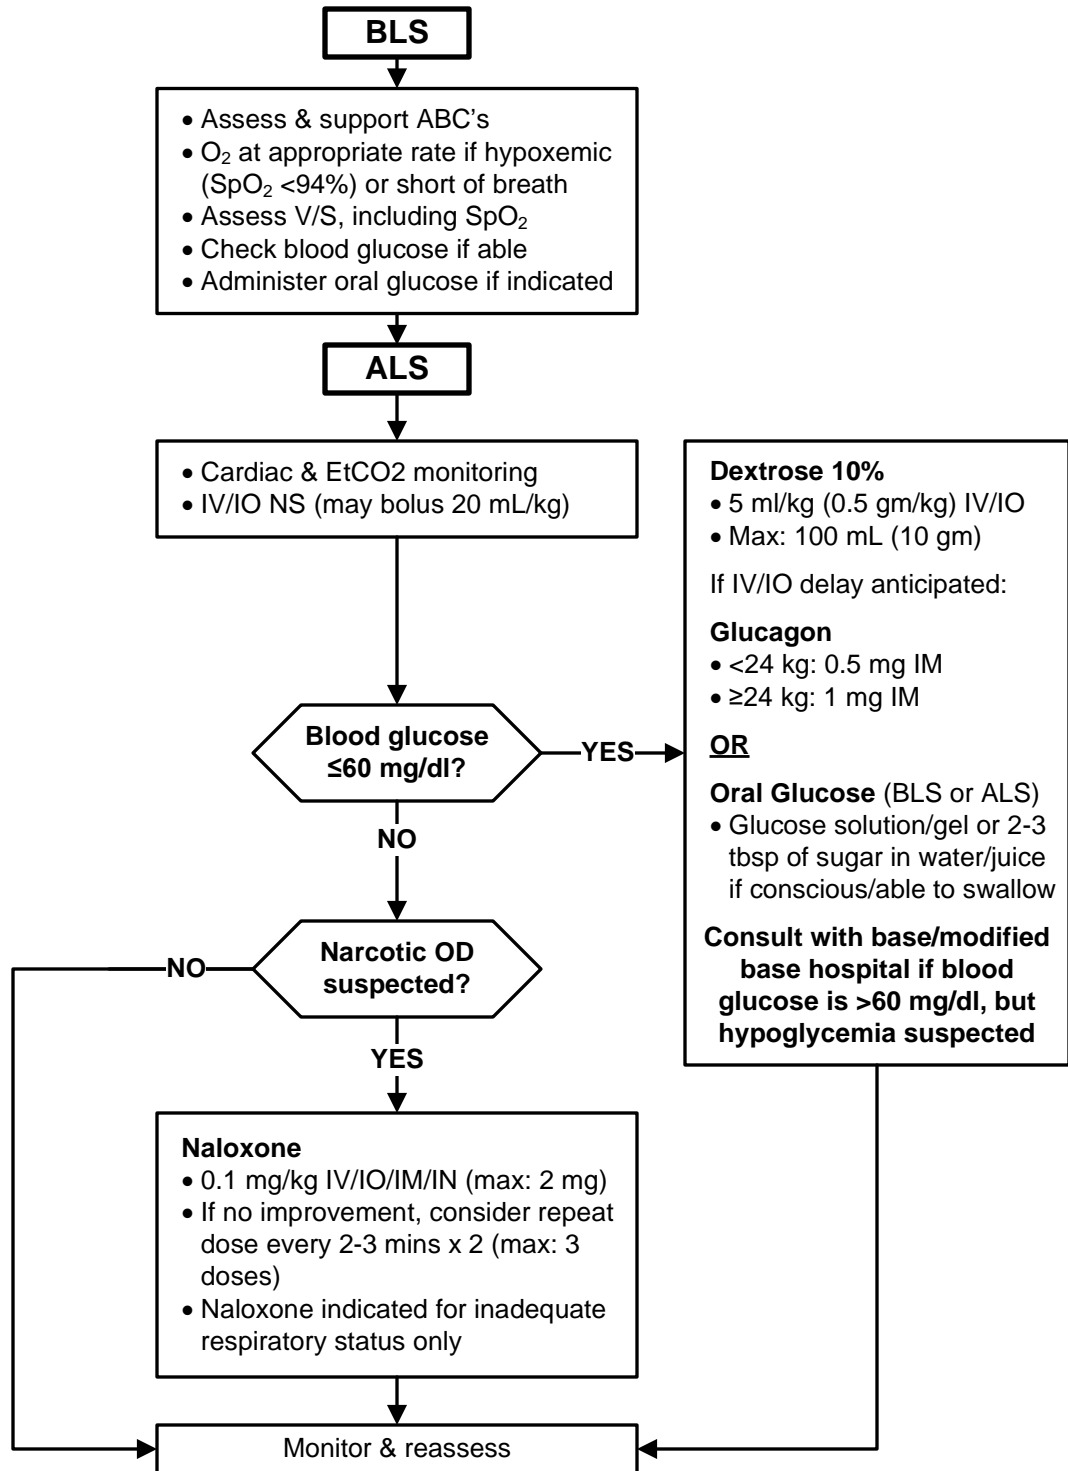 BLS
• Assess & support ABC's
• O₂ at appropriate rate if hypoxemic
(SpO₂ <94%) or short of breath
• Assess V/S, including SpO₂
• Check blood glucose if able
• Administer oral glucose if indicated
ALS
• Cardiac & EtCO2 monitoring
• IV/IO NS (may bolus 20 mL/kg)
Blood glucose
≤60 mg/dl?
YES
Dextrose 10%
• 5 ml/kg (0.5 gm/kg) IV/IO
• Max: 100 mL (10 gm)
If IV/IO delay anticipated:
Glucagon
• <24 kg: 0.5 mg IM
• ≥24 kg: 1 mg IM
OR
Oral Glucose (BLS or ALS)
• Glucose solution/gel or 2-3
tbsp of sugar in water/juice
if conscious/able to swallow
Consult with base/modified
base hospital if blood
glucose is >60 mg/dl, but
hypoglycemia suspected
NO
Narcotic OD
suspected?
NO
YES
Naloxone
• 0.1 mg/kg IV/IO/IM/IN (max: 2 mg)
• If no improvement, consider repeat
dose every 2-3 mins x 2 (max: 3
doses)
• Naloxone indicated for inadequate
respiratory status only
Monitor & reassess